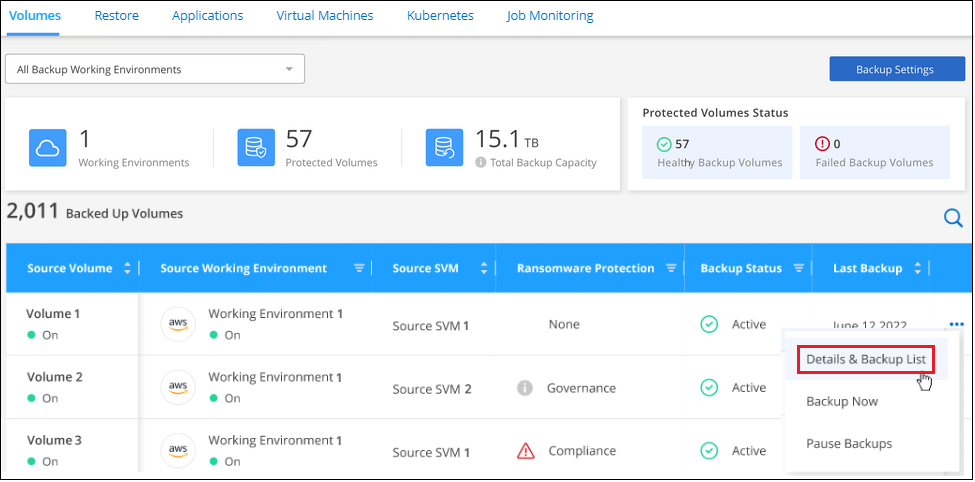 Volumes Restore Applications Virtual Machines Kubernetes Job Monitoring
All Backup Working Environments Backup Settings
1 Working Environments
57 Protected Volumes
15.1 TB Total Backup Capacity
Protected Volumes Status
57 Healthy Backup Volumes
0 Failed Backup Volumes
2,011 Backed Up Volumes
Source Volume Source Working Environment Source SVM Ransomware Protection Backup Status Last Backup
Volume 1 aws Working Environment 1 Source SVM 1 None Active June 12 2022
On On
Details & Backup List
Volume 2 aws Working Environment 1 Source SVM 2 Governance Active
On On
Backup Now
Volume 3 aws Working Environment 1 Source SVM 1 Compliance Active
On On
Pause Backups